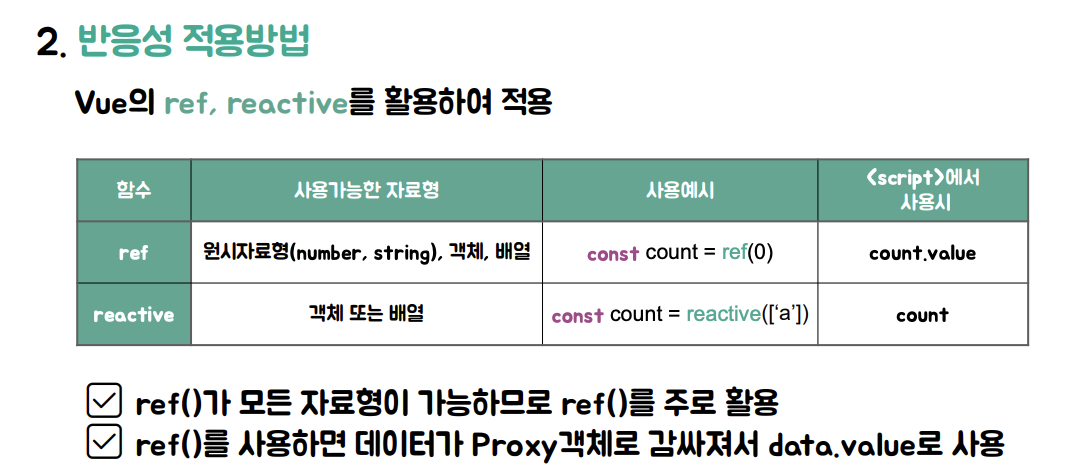 2. 반응성 적용방법
Vue의 ref, reactive를 활용하여 적용
함수 사용가능한 자료형 사용예시 <script>에서
사용시
ref 원시자료형(number, string), 객체, 배열 const count = ref(0) count.value
reactive 객체 또는 배열 const count = reactive([‘a’]) count
ref()가 모든 자료형이 가능하므로 ref()를 주로 활용
ref()를 사용하면 데이터가 Proxy객체로 감싸져서 data.value로 사용